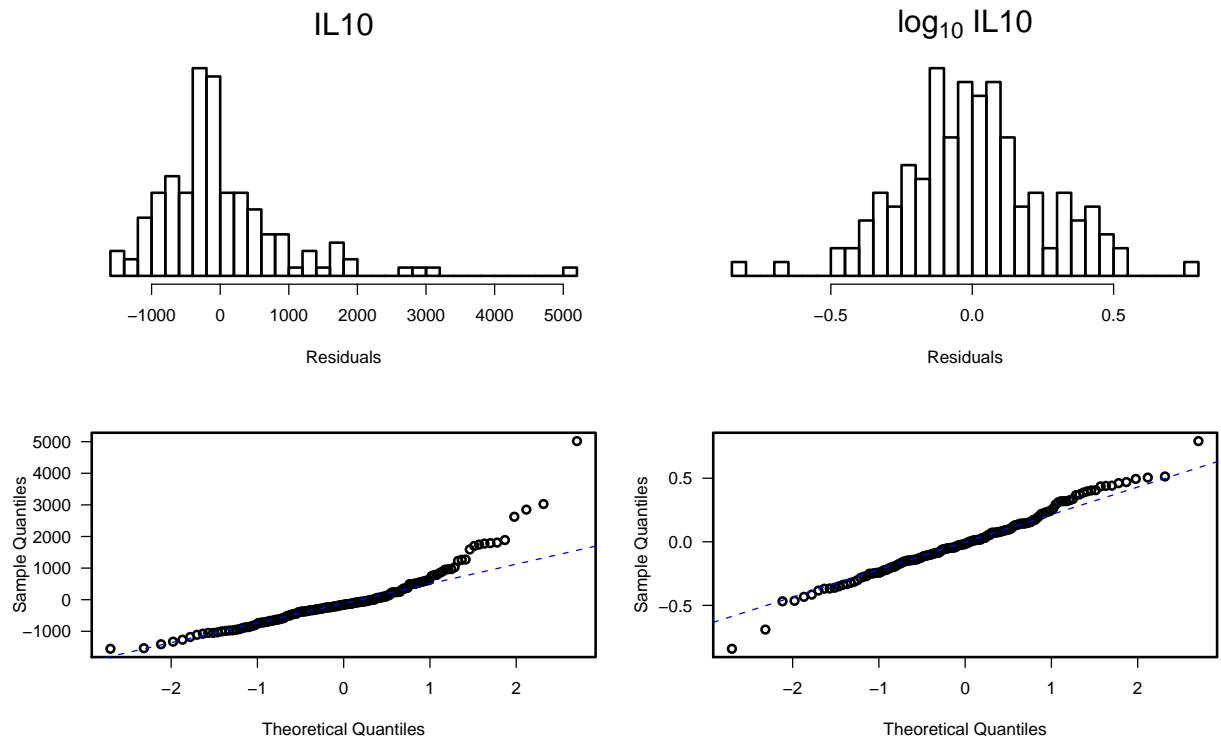 IL10
log10 IL10
−1000 0 1000 2000 3000 4000 5000
Residuals
−0.5 0.0 0.5
Residuals
5000
4000
3000
2000
1000
0
−1000
Sample Quantiles
−2 −1 0 1 2
Theoretical Quantiles
0.5
0.0
−0.5
Sample Quantiles
−2 −1 0 1 2
Theoretical Quantiles